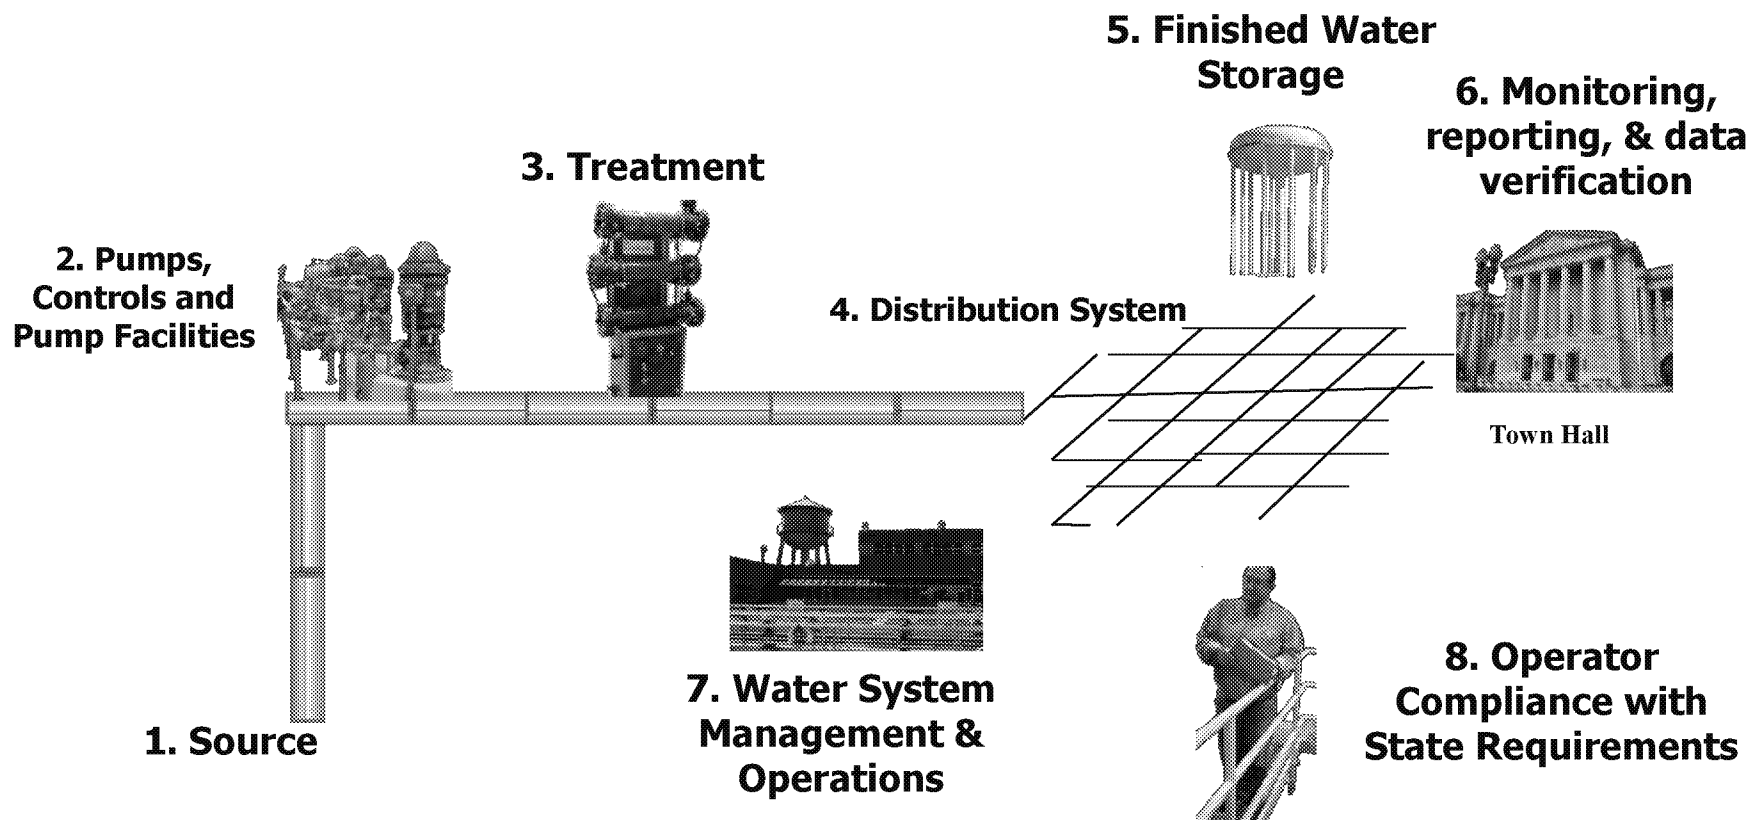 5. Finished Water
Storage
6. Monitoring,
reporting, & data
verification
3. Treatment
2. Pumps,
Controls and
Pump Facilities
4. Distribution System
Town Hall
7. Water System
Management &
Operations
8. Operator
Compliance with
State Requirements
1. Source